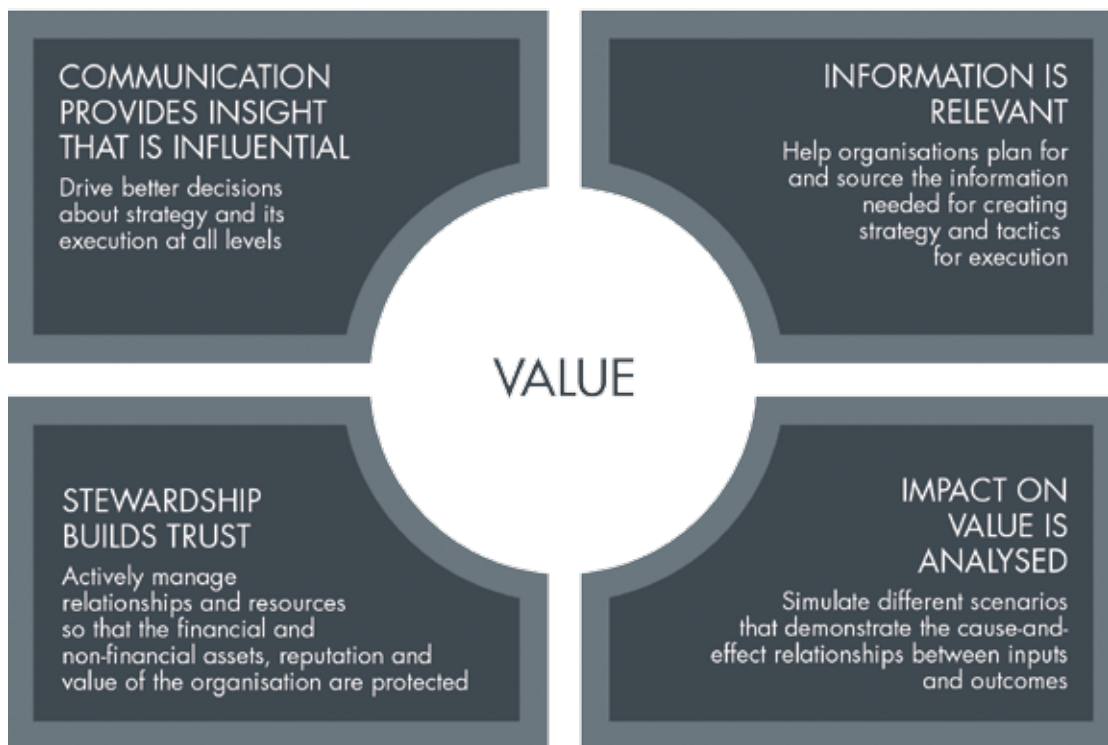 COMMUNICATION
PROVIDES INSIGHT
THAT IS INFLUENTIAL
Drive better decisions
about strategy and its
execution at all levels
INFORMATION IS
RELEVANT
Help organisations plan for
and source the information
needed for creating
strategy and tactics
for execution
VALUE
STEWARDSHIP
BUILDS TRUST
Actively manage
relationships and resources
so that the financial and
non-financial assets, reputation and
value of the organisation are protected
IMPACT ON
VALUE IS
ANALYSED
Simulate different scenarios
that demonstrate the cause-and-
effect relationships between inputs
and outcomes